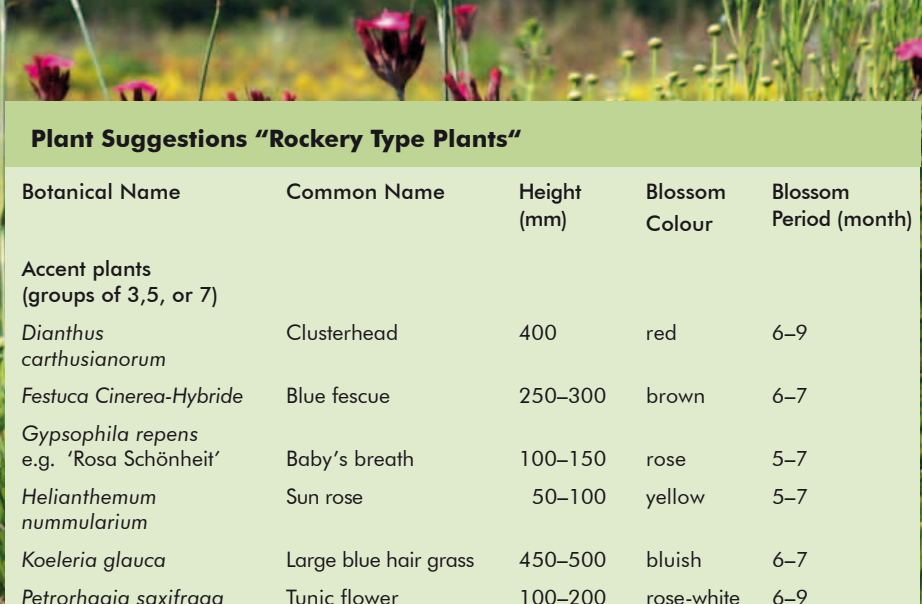 Plant Suggestions “Rockery Type Plants“
Botanical Name Common Name Height (mm) Blossom Colour Blossom Period (month)
Accent plants
(groups of 3,5, or 7)
Dianthus
carthusianorum Clusterhead 400 red 6–9
Festuca Cinerea-Hybride Blue fescue 250–300 brown 6–7
Gypsophila repens
e.g. ‘Rosa Schönheit’ Baby’s breath 100–150 rose 5–7
Helianthemum
nummularium Sun rose 50–100 yellow 5–7
Koeleria glauca Large blue hair grass 450–500 bluish 6–7
Petrorhagia saxifraga Tunic flower 100–200 rose-white 6–9